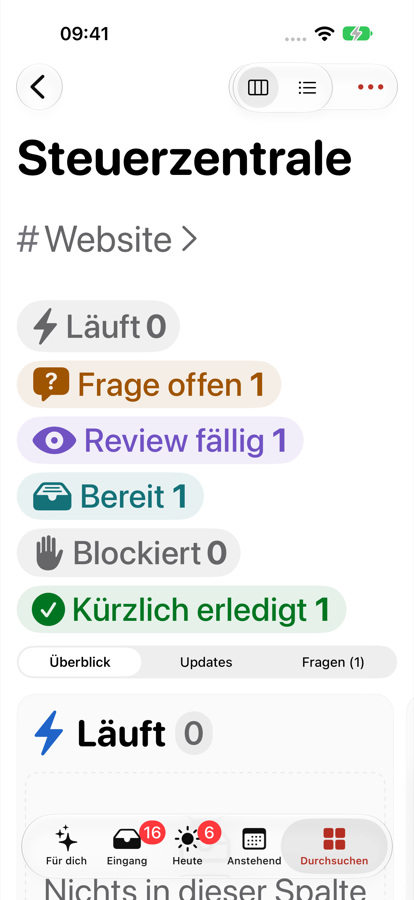 09:41
Steuerzentrale
# Website
Läuft 0
Frage offen 1
Review fällig 1
Bereit 1
Blockiert 0
Kürzlich erledigt 1
Überblick Updates Fragen (1)
Läuft 0
16 6
Für dich Eingang Heute Anstehend Durchsuchen
Nichts in dieser Spalte